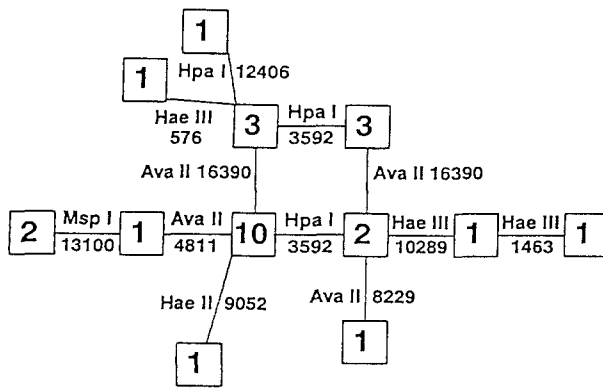 1
Hpa I 12406
1
Hae III
576
3
Hpa I
3592
3
Ava II 16390
Ava II 16390
2
Msp I
13100
1
Ava II
4811
10
Hpa I
3592
2
Hae III
10289
1
Hae III
1463
1
Hae II 9052
Ava II 8229
1
1